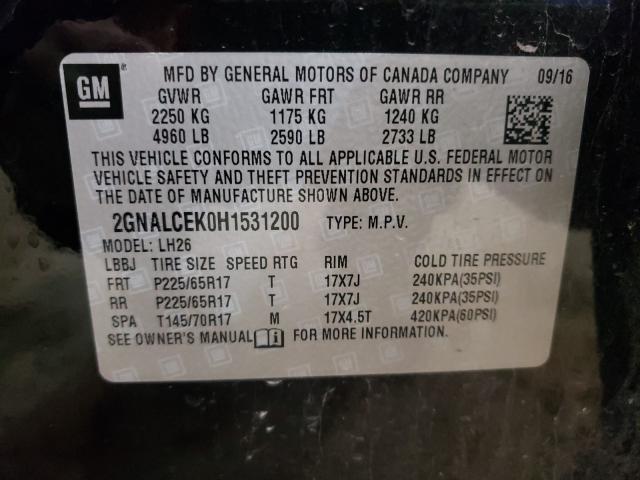 GM ® MFD BY GENERAL MOTORS OF CANADA COMPANY 09/16
GVWR GAWR FRT GAWR RR
2250 KG 1175 KG 1240 KG
4960 LB 2590 LB 2733 LB
THIS VEHICLE CONFORMS TO ALL APPLICABLE U.S. FEDERAL MOTOR
VEHICLE SAFETY AND THEFT PREVENTION STANDARDS IN EFFECT ON
THE DATE OF MANUFACTURE SHOWN ABOVE.
2GNALCEK0H1531200 TYPE: M.P.V.
MODEL: LH26
LBBJ TIRE SIZE SPEED RTG RIM COLD TIRE PRESSURE
FRT P225/65R17 T 17X7J 240KPA(35PSI)
RR P225/65R17 T 17X7J 240KPA(35PSI)
SPA T145/70R17 M 17X4.5T 420KPA(60PSI)
SEE OWNER'S MANUAL FOR MORE INFORMATION.